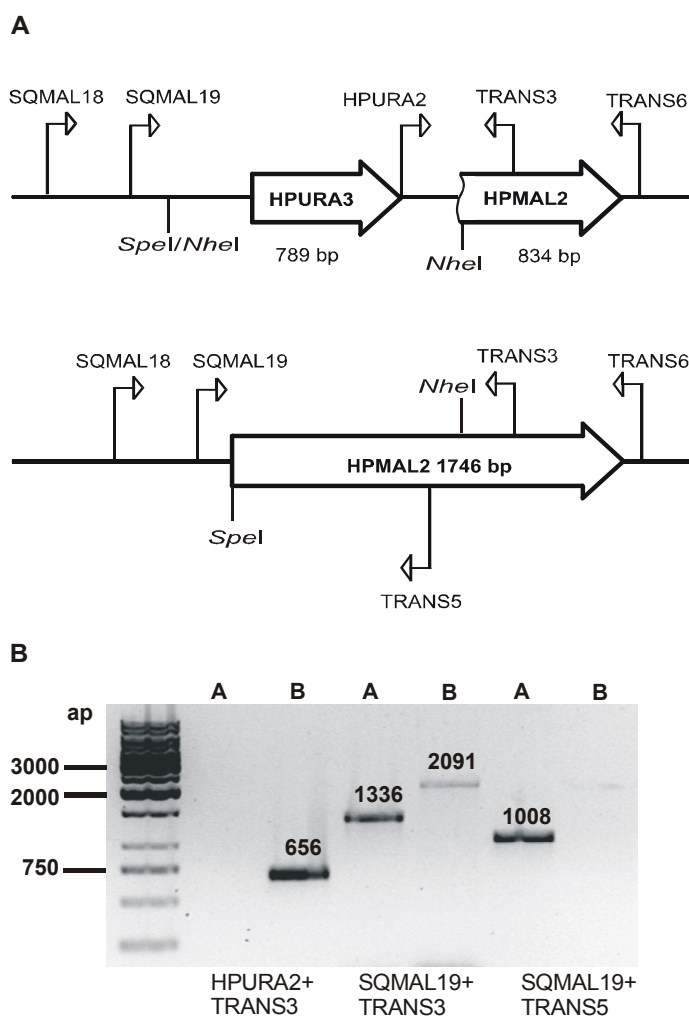 A
SQMAL18 SQMAL19 HPURA2 TRANS3 TRANS6
HPURA3 HPMAL2
SpeI/NheI 789 bp NheI 834 bp
SQMAL18 SQMAL19 NheI TRANS3 TRANS6
HPMAL2 1746 bp
SpeI
TRANS5
B
A B A B A B
ap
3000
2000
750
656
1336
2091
1008
HPURA2+ SQMAL19+ SQMAL19+
TRANS3 TRANS3 TRANS5